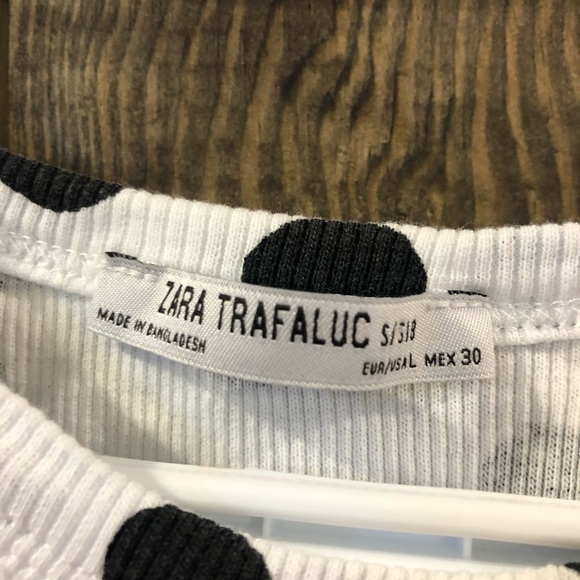 ZARA TRAFALUC S/S18
MADE IN BANGLADESH
EUR/USA L MEX 30